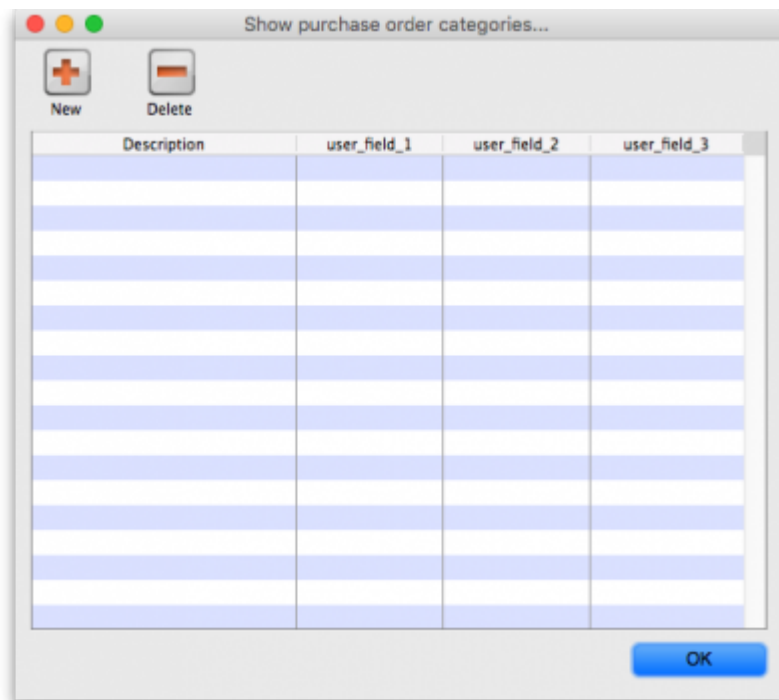 Show purchase order categories...
New Delete
Description user_field_1 user_field_2 user_field_3
OK